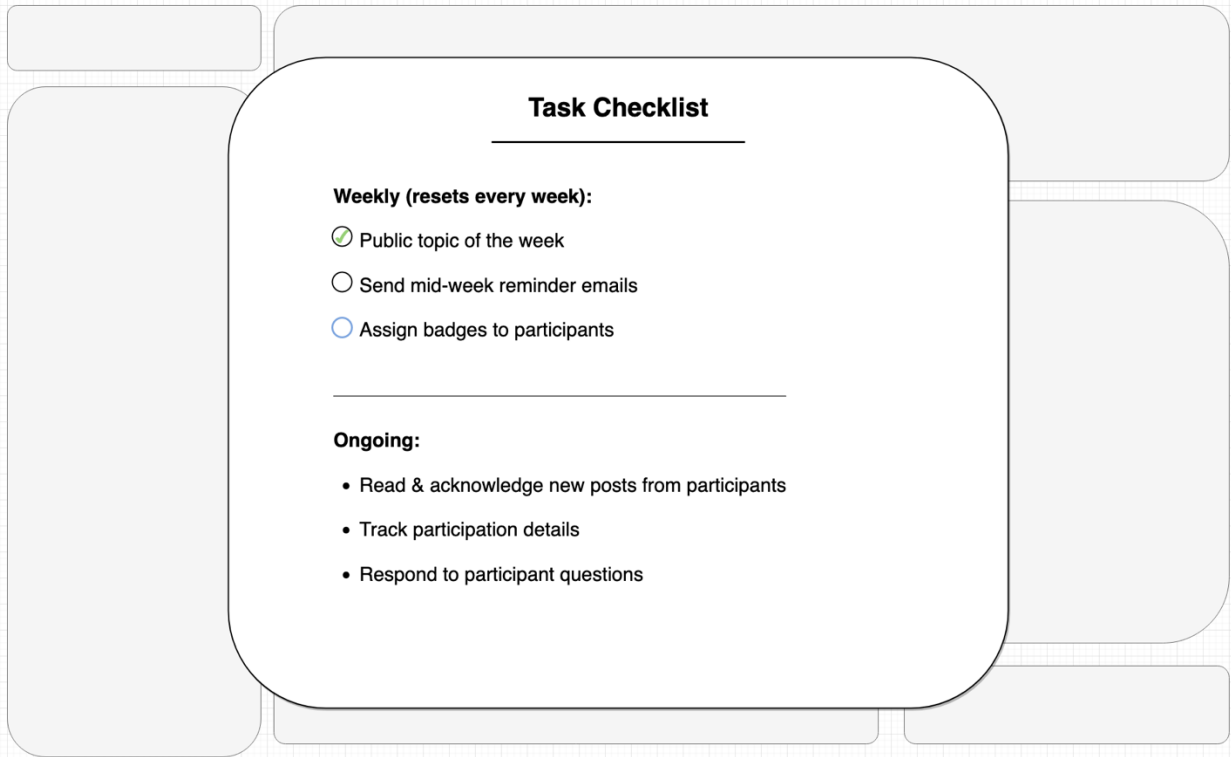 Task Checklist
Weekly (resets every week):
Public topic of the week
Send mid-week reminder emails
Assign badges to participants
Ongoing:
• Read & acknowledge new posts from participants
• Track participation details
• Respond to participant questions